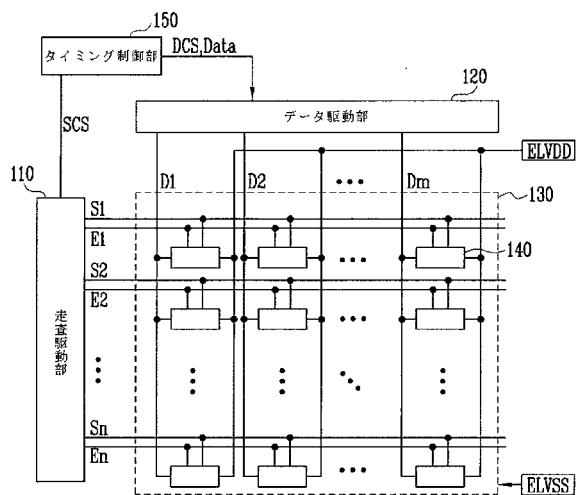 150
タイミング制御部
DCS,Data
120
データ駆動部
SCS
ELVDD
110
D1
D2
Dm
130
S1
E1
140
S2
E2
走査駆動部
Sn
En
ELVSS